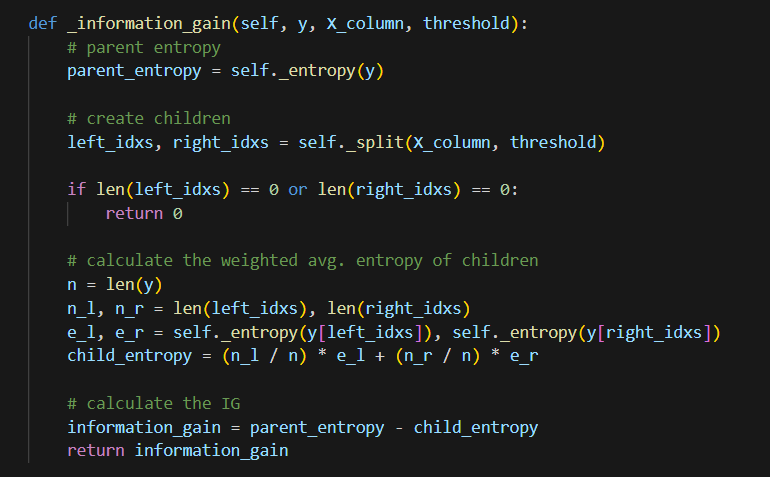 def _information_gain(self, y, X_column, threshold):
# parent entropy
parent_entropy = self._entropy(y)
# create children
left_idxs, right_idxs = self._split(X_column, threshold)
if len(left_idxs) == 0 or len(right_idxs) == 0:
return 0
# calculate the weighted avg. entropy of children
n = len(y)
n_l, n_r = len(left_idxs), len(right_idxs)
e_l, e_r = self._entropy(y[left_idxs]), self._entropy(y[right_idxs])
child_entropy = (n_l / n) * e_l + (n_r / n) * e_r
# calculate the IG
information_gain = parent_entropy - child_entropy
return information_gain